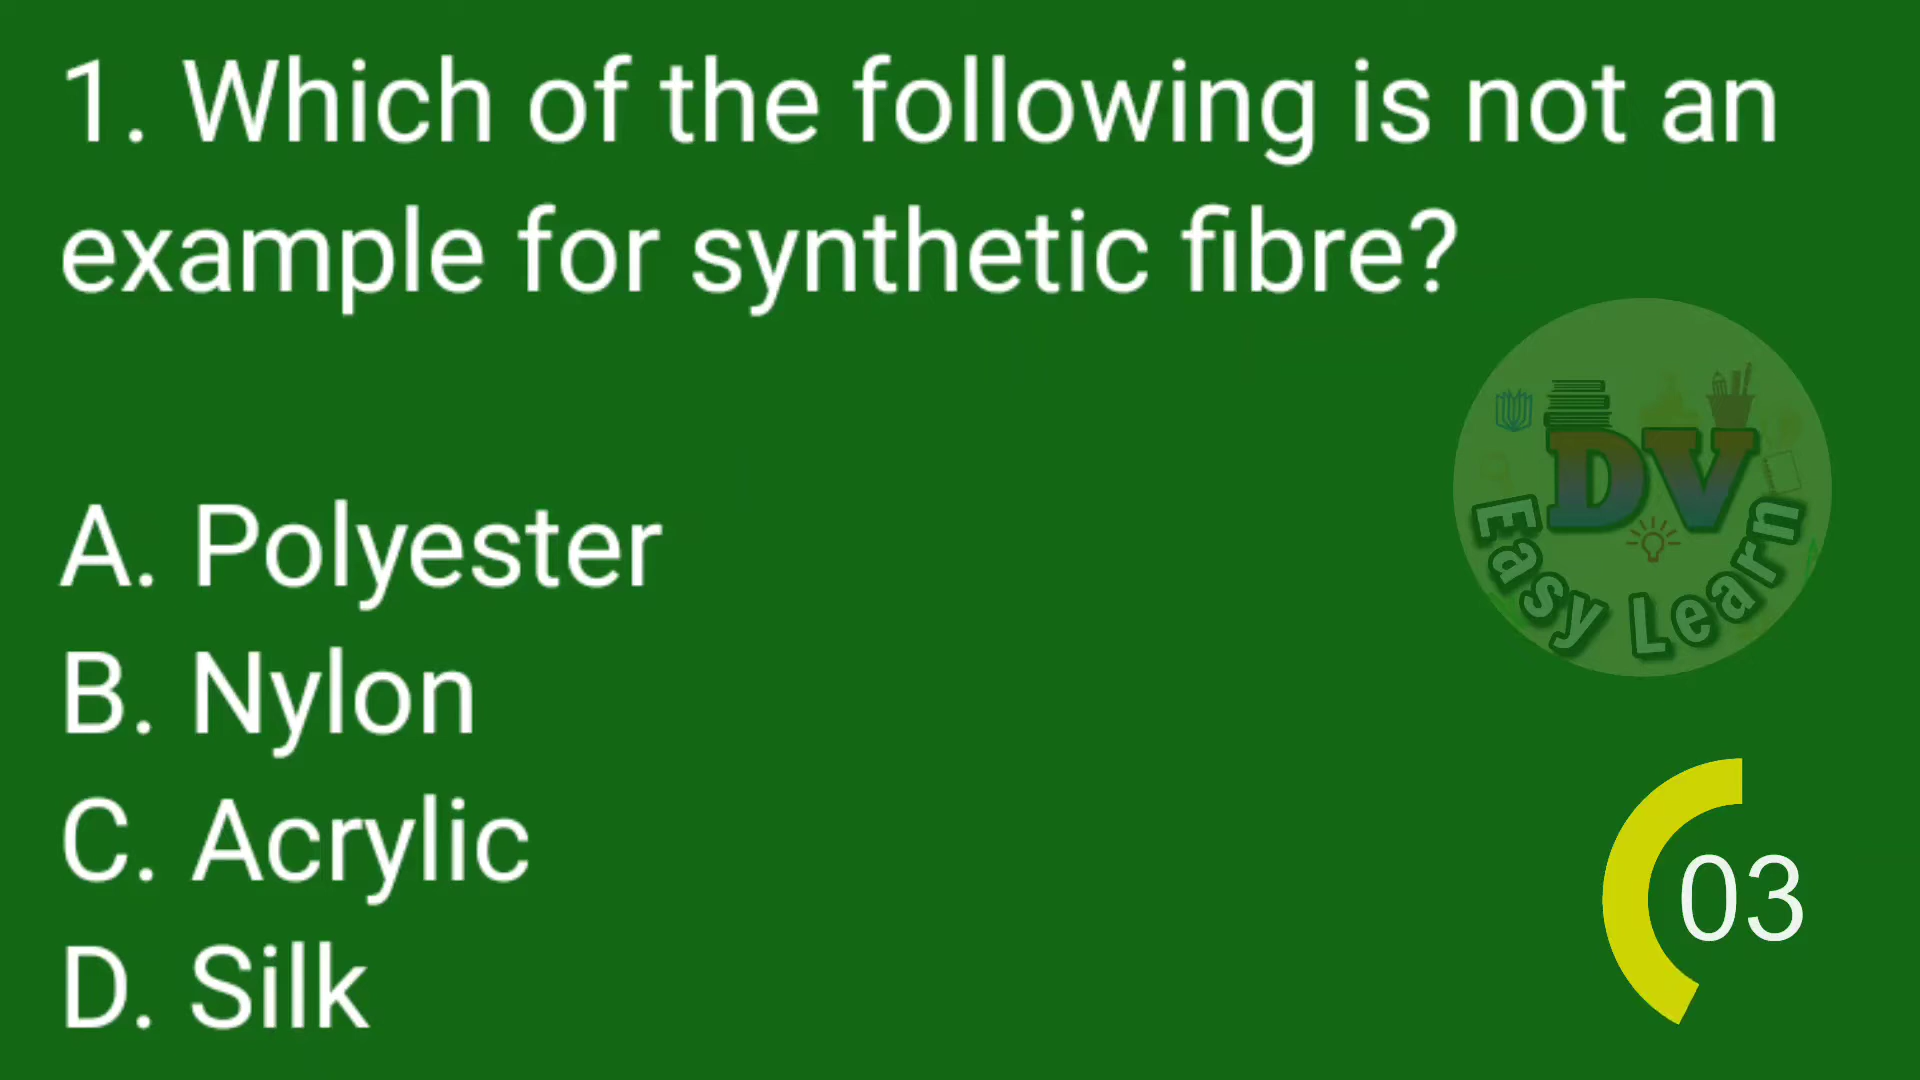 1. Which of the following is not an
example for synthetic fibre?
DV
Easy Learn
A. Polyester
B. Nylon
C. Acrylic
D. Silk
03